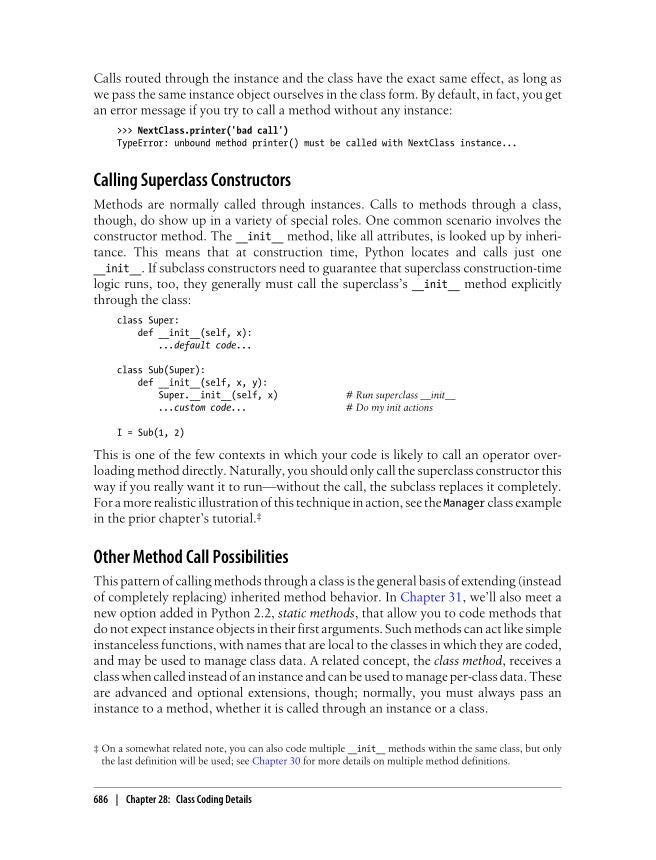 Calls routed through the instance and the class have the exact same effect, as long as
we pass the same instance object ourselves in the class form. By default, in fact, you get
an error message if you try to call a method without any instance:
>>> NextClass.printer('bad call')
TypeError: unbound method printer() must be called with NextClass instance...
Calling Superclass Constructors
Methods are normally called through instances. Calls to methods through a class,
though, do show up in a variety of special roles. One common scenario involves the
constructor method. The __init__ method, like all attributes, is looked up by inheri-
tance. This means that at construction time, Python locates and calls just one
__init__. If subclass constructors need to guarantee that superclass construction-time
logic runs, too, they generally must call the superclass's __init__ method explicitly
through the class:
class Super:
    def __init__(self, x):
        ...default code...
class Sub(Super):
    def __init__(self, x, y):
        Super.__init__(self, x)            # Run superclass __init__
        ...custom code...                  # Do my init actions
I = Sub(1, 2)
This is one of the few contexts in which your code is likely to call an operator over-
loading method directly. Naturally, you should only call the superclass constructor this
way if you really want it to run—without the call, the subclass replaces it completely.
For a more realistic illustration of this technique in action, see the Manager class example
in the prior chapter's tutorial.‡
Other Method Call Possibilities
This pattern of calling methods through a class is the general basis of extending (instead
of completely replacing) inherited method behavior. In Chapter 31, we'll also meet a
new option added in Python 2.2, static methods, that allow you to code methods that
do not expect instance objects in their first arguments. Such methods can act like simple
instanceless functions, with names that are local to the classes in which they are coded,
and may be used to manage class data. A related concept, the class method, receives a
class when called instead of an instance and can be used to manage per-class data. These
are advanced and optional extensions, though; normally, you must always pass an
instance to a method, whether it is called through an instance or a class.
‡ On a somewhat related note, you can also code multiple __init__ methods within the same class, but only
the last definition will be used; see Chapter 30 for more details on multiple method definitions.
686 | Chapter 28: Class Coding Details